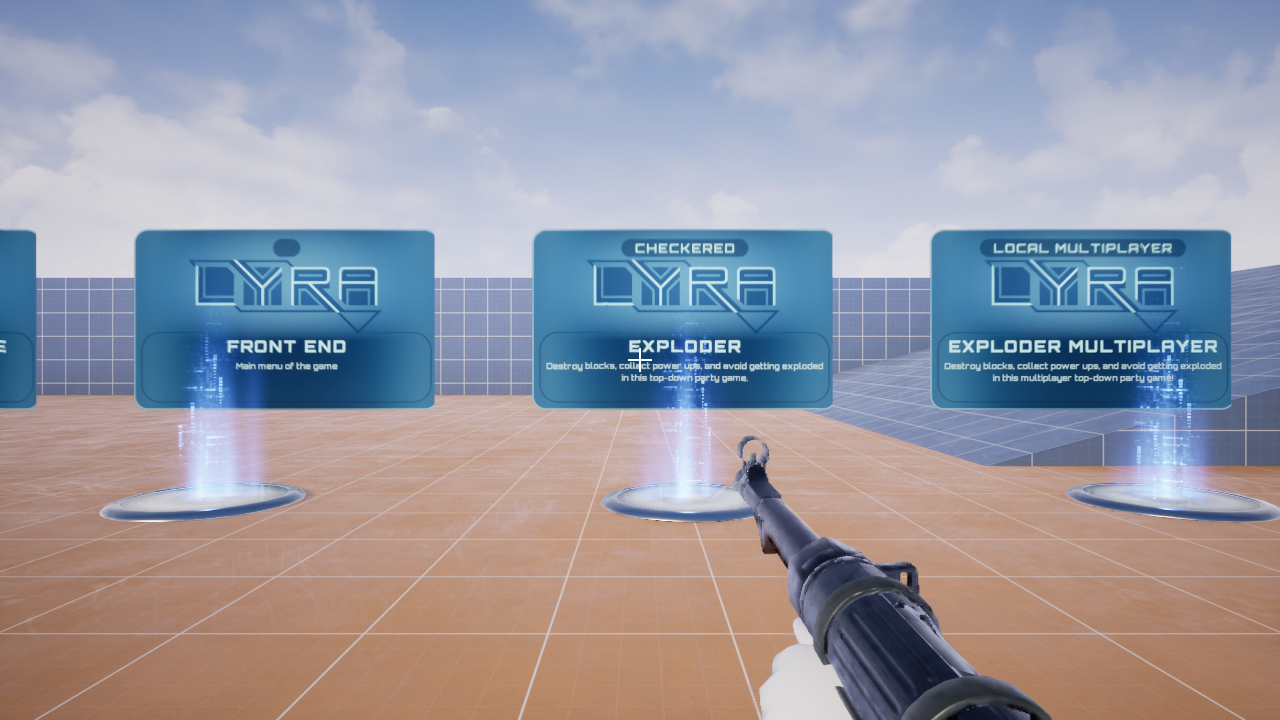 E
LYRA
FRONT END
Main menu of the game
CHECKERED
LYRA
EXPLODER
Destroy blocks, collect power ups, and avoid getting exploded
in this top-down party game.
LOCAL MULTIPLAYER
LYRA
EXPLODER MULTIPLAYER
Destroy blocks, collect power ups, and avoid getting exploded
in this multiplayer top-down party game!